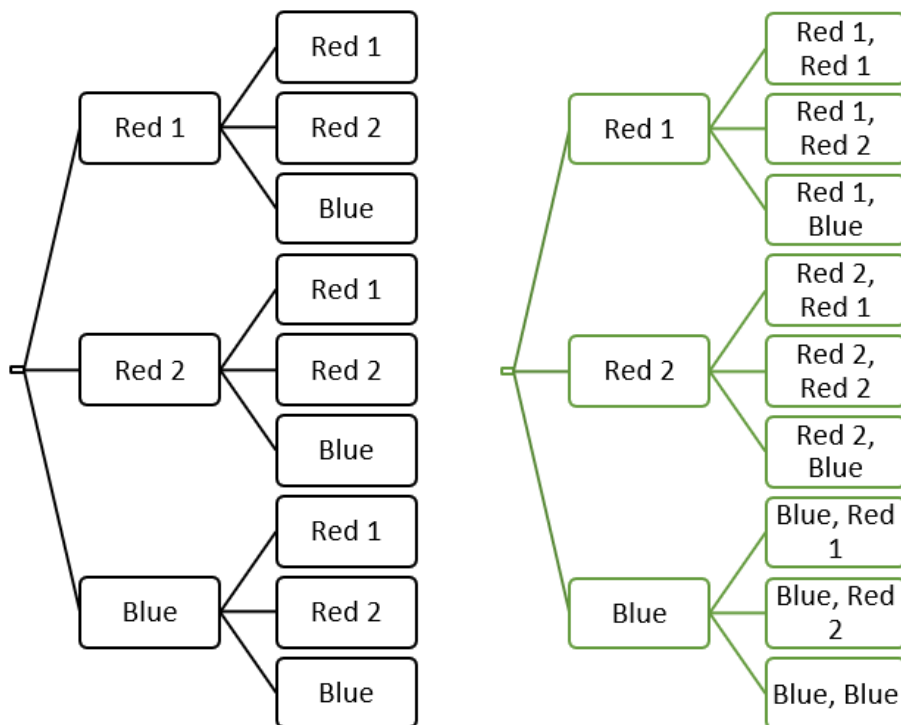 Red 1
Red 1
Red 2
Blue
Red 2
Red 1
Red 2
Blue
Blue
Red 1
Red 2
Blue
Red 1
Red 1,
Red 1
Red 1,
Red 2
Red 1,
Blue
Red 2
Red 2,
Red 1
Red 2,
Red 2
Red 2,
Blue
Blue
Blue, Red
1
Blue, Red
2
Blue, Blue